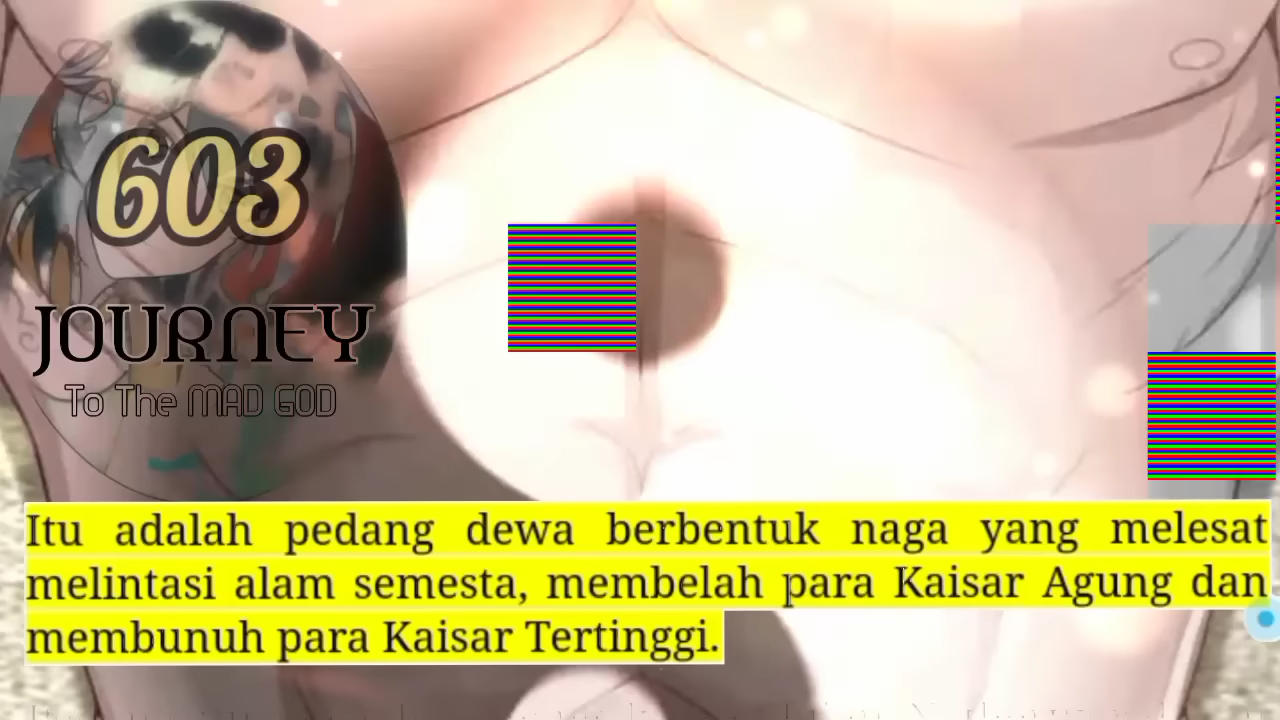 603
JOURNEY
To The MAD GOD
Itu adalah pedang dewa berbentuk naga yang melesat
melintasi alam semesta, membelah para Kaisar Agung dan
membunuh para Kaisar Tertinggi.